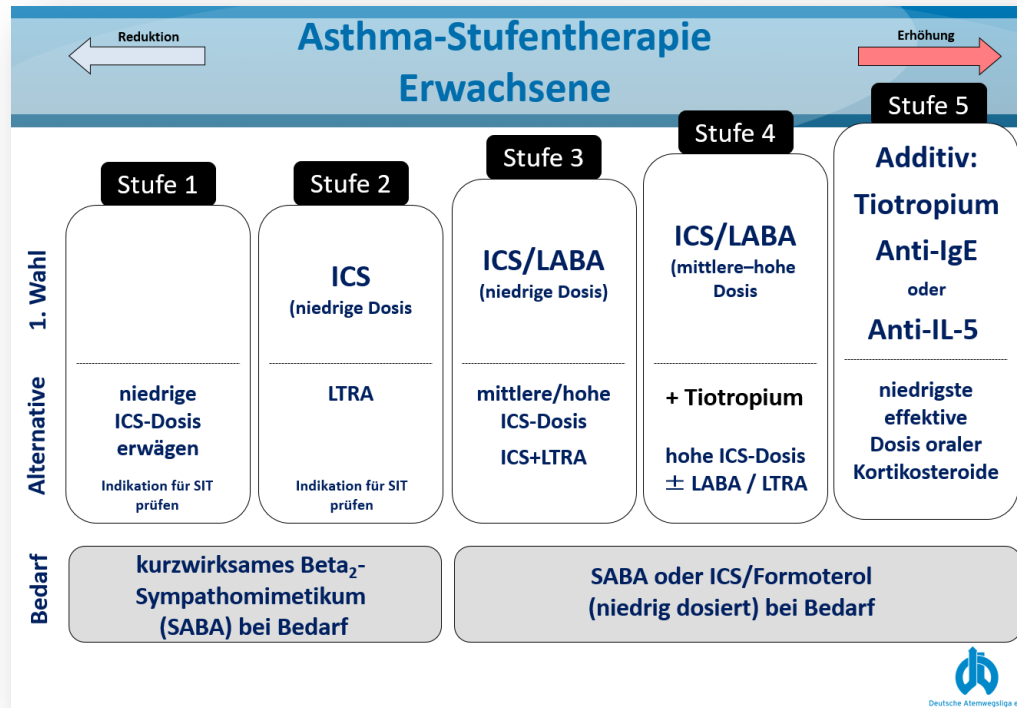 Reduktion
Asthma-Stufentherapie
Erwachsene
Erhöhung
Stufe 1
Stufe 2
Stufe 3
Stufe 4
Stufe 5
1. Wahl
ICS
(niedrige Dosis
ICS/LABA
(niedrige Dosis)
ICS/LABA
(mittlere–hohe
Dosis
Additiv:
Tiotropium
Anti-IgE
oder
Anti-IL-5
Alternative
niedrige
ICS-Dosis
erwägen
Indikation für SIT
prüfen
LTRA
Indikation für SIT
prüfen
mittlere/hohe
ICS-Dosis
ICS+LTRA
+ Tiotropium
hohe ICS-Dosis
± LABA / LTRA
niedrigste
effektive
Dosis oraler
Kortikosteroide
Bedarf
kurzwirksames Beta₂-
Sympathomimetikum
(SABA) bei Bedarf
SABA oder ICS/Formoterol
(niedrig dosiert) bei Bedarf
Deutsche Atemwegsliga e